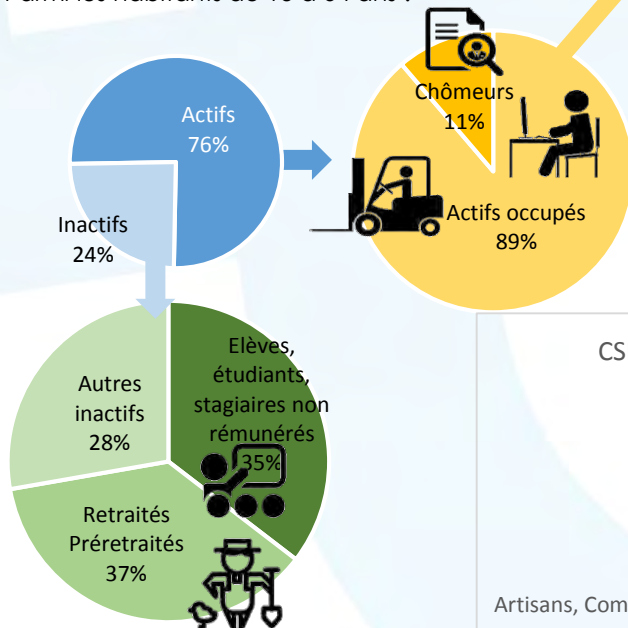 Actifs
76%
Inactifs
24%
Chômeurs
11%
Actifs occupés
89%
Elèves,
étudiants,
stagiaires non
rémunérés
35%
Autres
inactifs
28%
Retraités
Préretraités
37%
CS
Artisans, Com